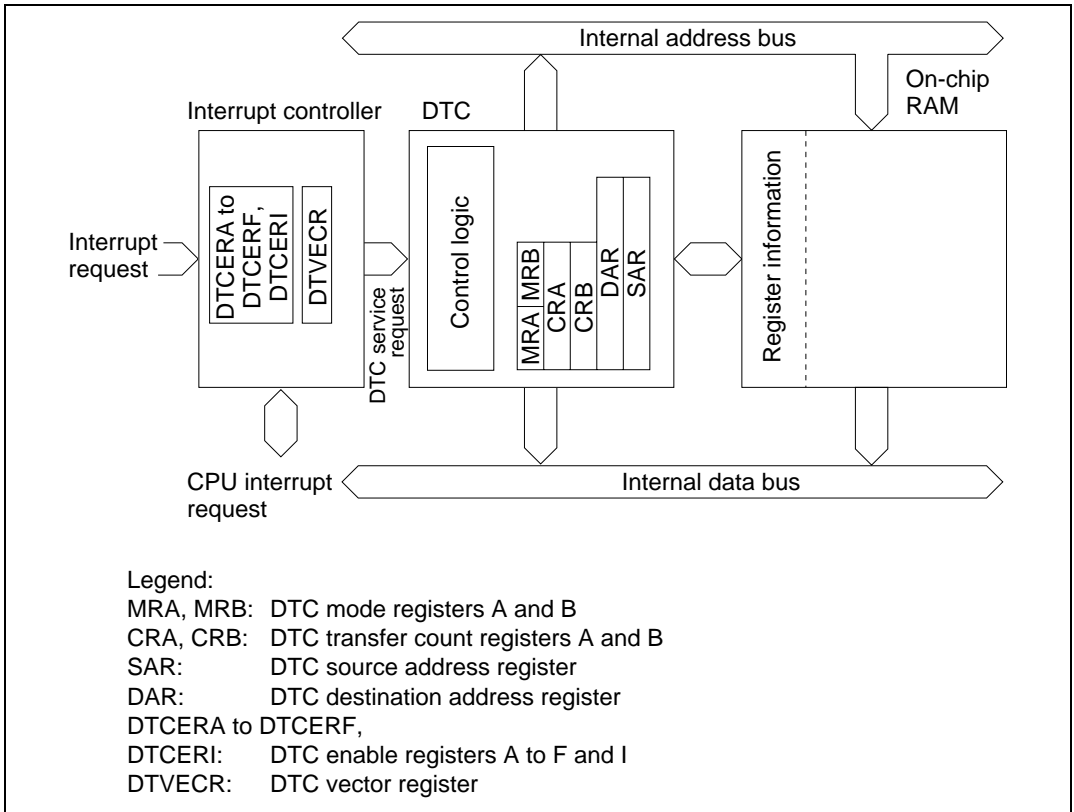 Internal address bus
On-chip
RAM
Interrupt controller
DTC
Interrupt
request
DTCERA to
DTCERF,
DTCERI
DTVECR
DTC service
request
Control logic
MRA
MRB
CRA
CRB
DAR
SAR
Register information
CPU interrupt
request
Internal data bus
Legend:
MRA, MRB: DTC mode registers A and B
CRA, CRB: DTC transfer count registers A and B
SAR: DTC source address register
DAR: DTC destination address register
DTCERA to DTCERF,
DTCERI: DTC enable registers A to F and I
DTVECR: DTC vector register